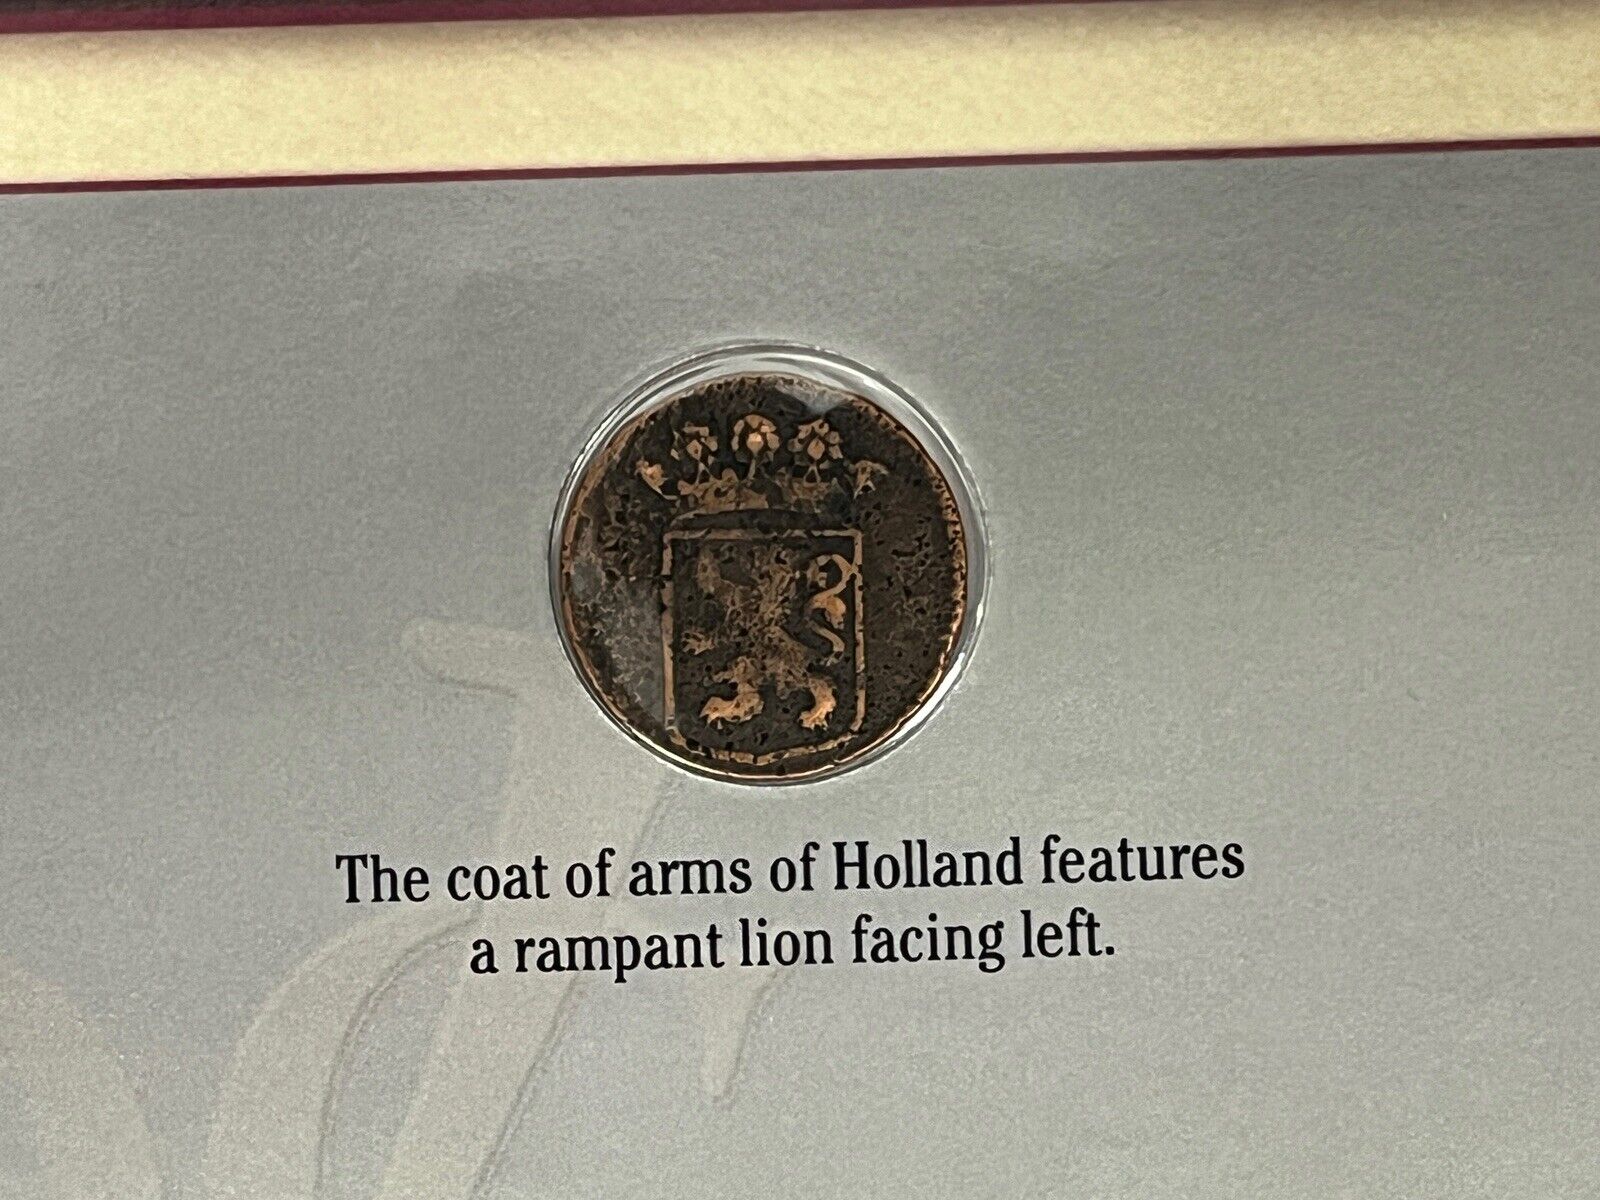 The coat of arms of Holland features
a rampant lion facing left.